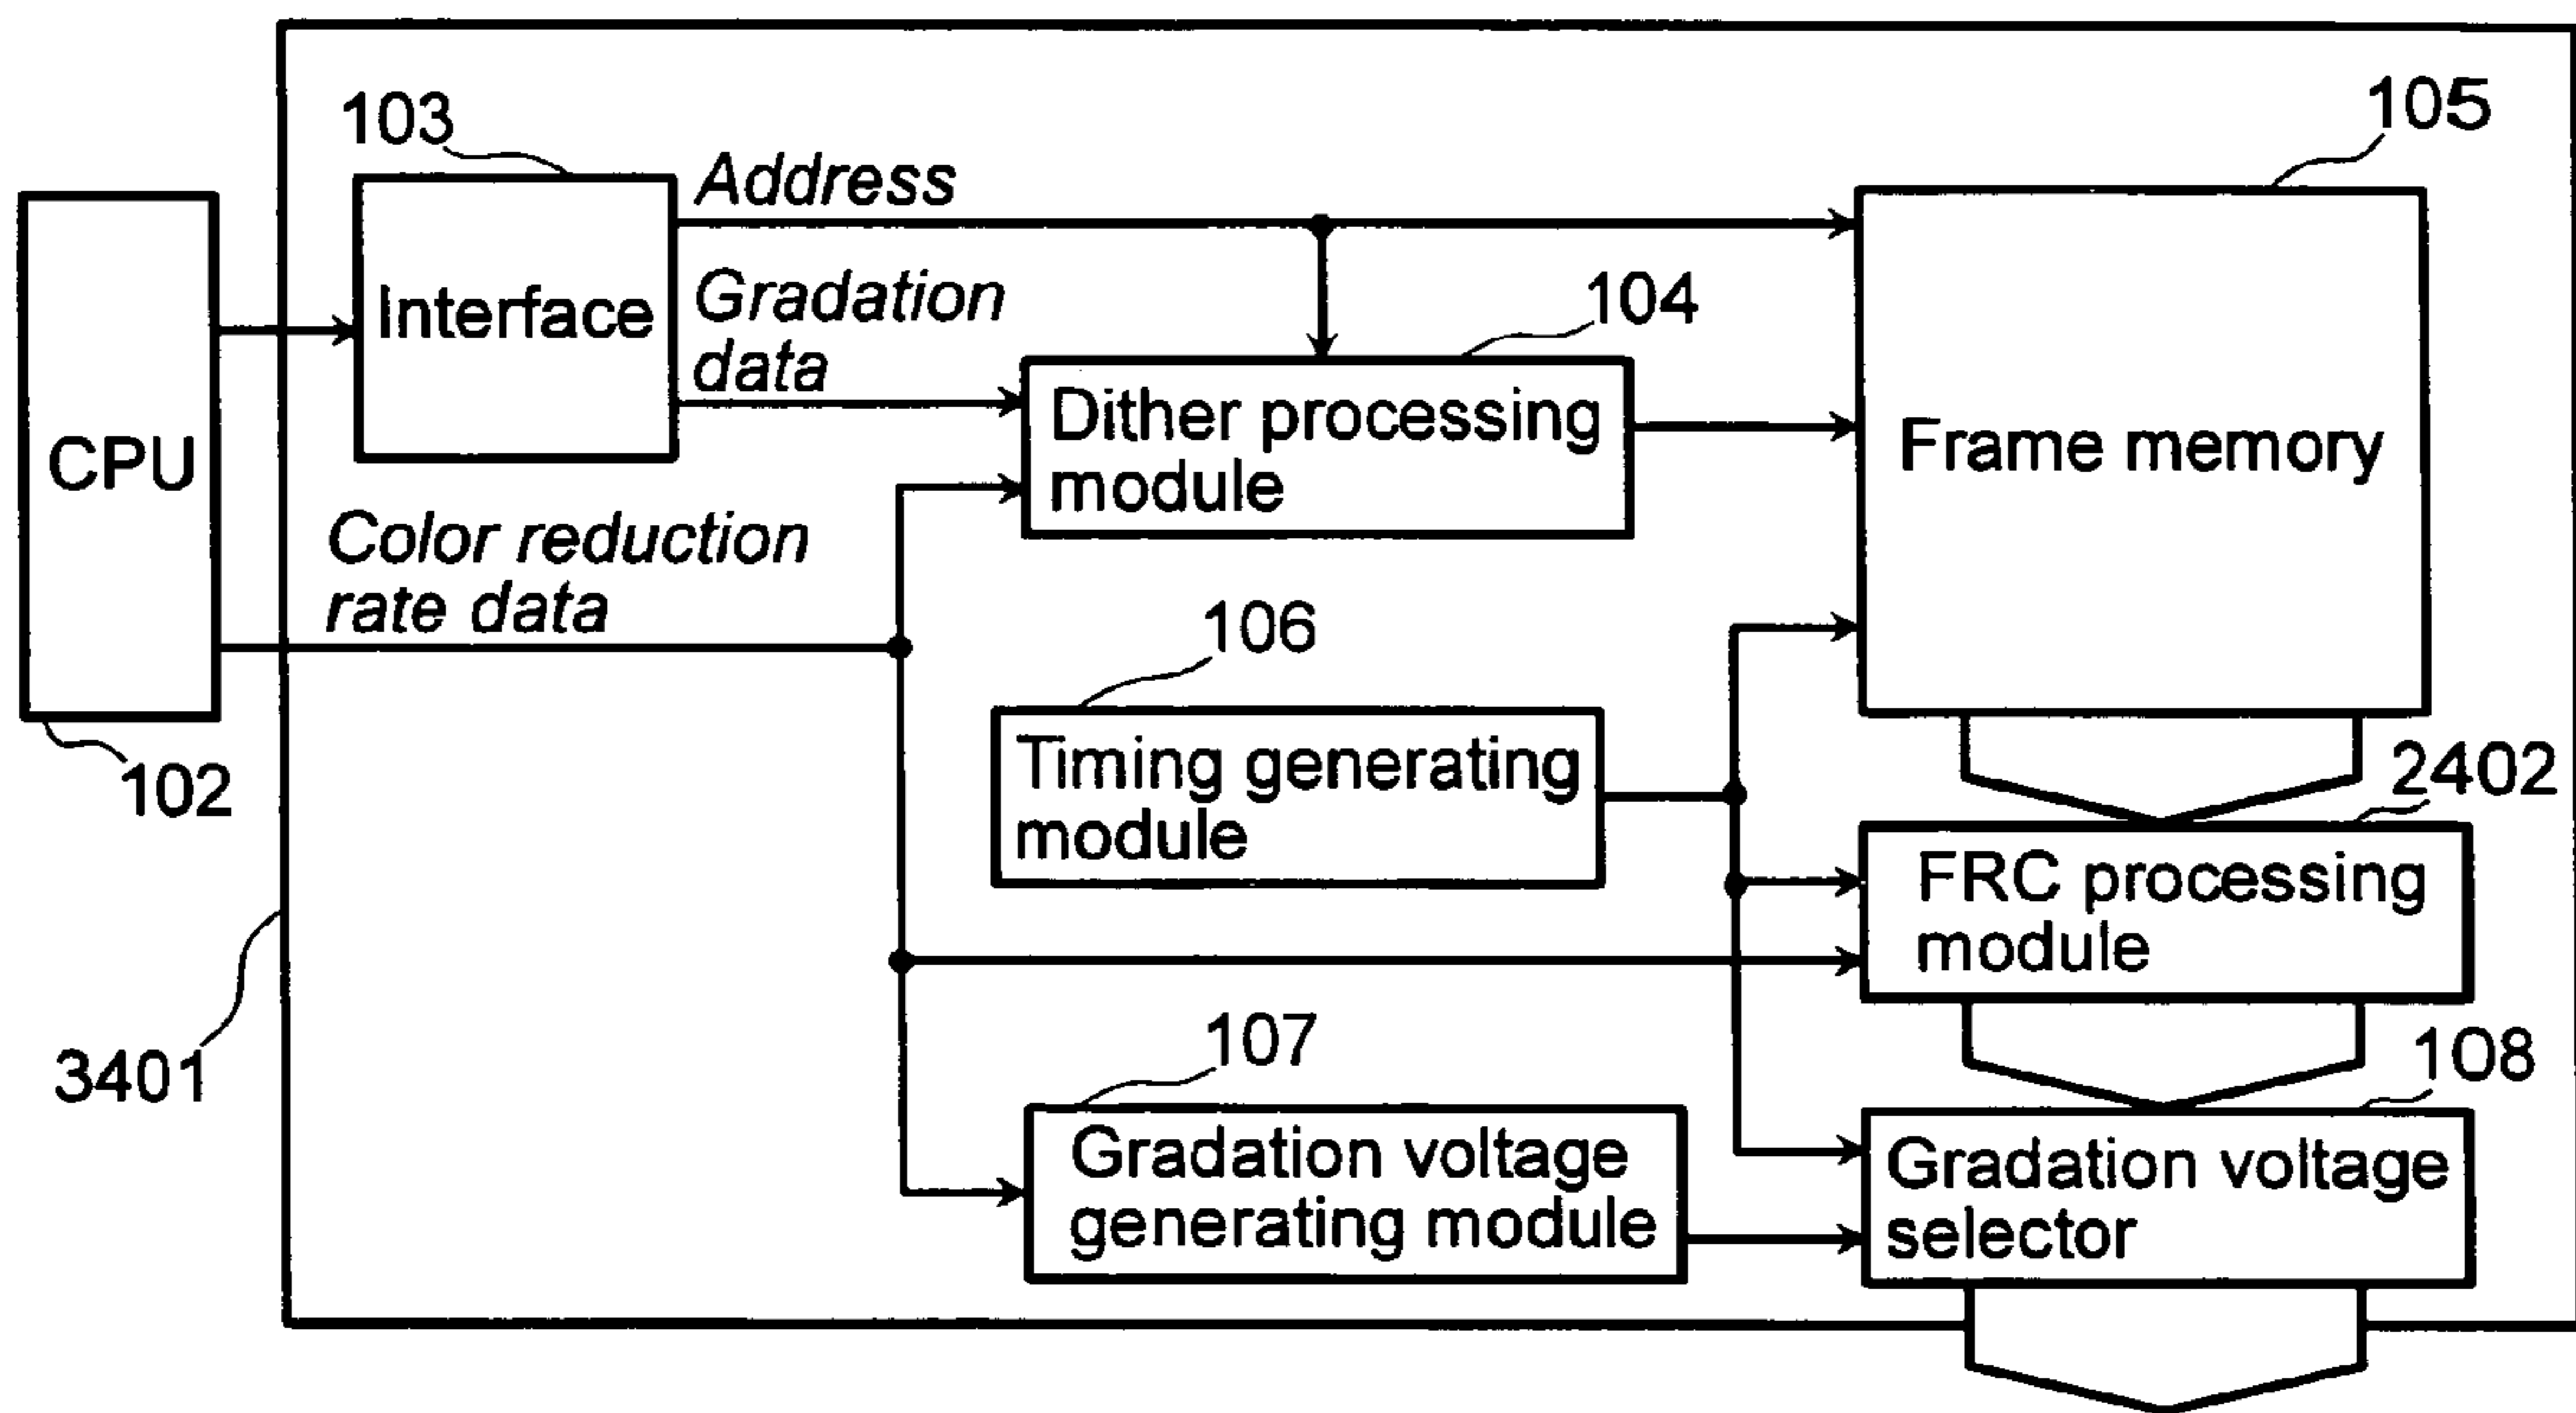 103
105
Address
Interface
Gradation
data
104
CPU
Dither processing
module
Frame memory
Color reduction
rate data
106
102
Timing generating
module
2402
FRC processing
module
3401
107
108
Gradation voltage
generating module
Gradation voltage
selector